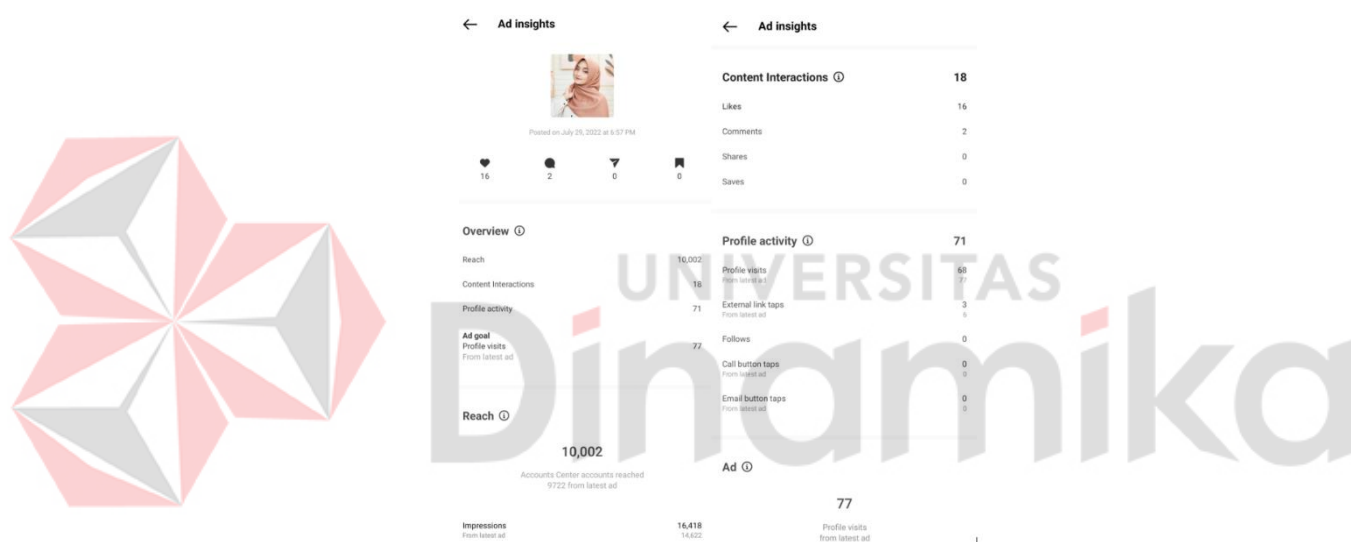 Ad insights
Posted on July 25, 2022 at 6:57 PM
16 2 0 0
Overview
Reach 10,002
Content Interactions 18
Profile activity 71
Ad goal
Profile visits 77
From latest ad
Reach
10,002
Accounts Center accounts reached
9722 from latest ad
Impressions 16,418
From latest ad 14,622
Ad insights
Content Interactions 18
Likes 16
Comments 2
Shares 0
Saves 0
Profile activity 71
Profile visits 68
From latest ad 77
External link taps 3
From latest ad 6
Follows 0
Call button taps 0
From latest ad 0
Email button taps 0
From latest ad 0
Ad
77
Profile visits
from latest ad
UNIVERSITAS
Dinamika